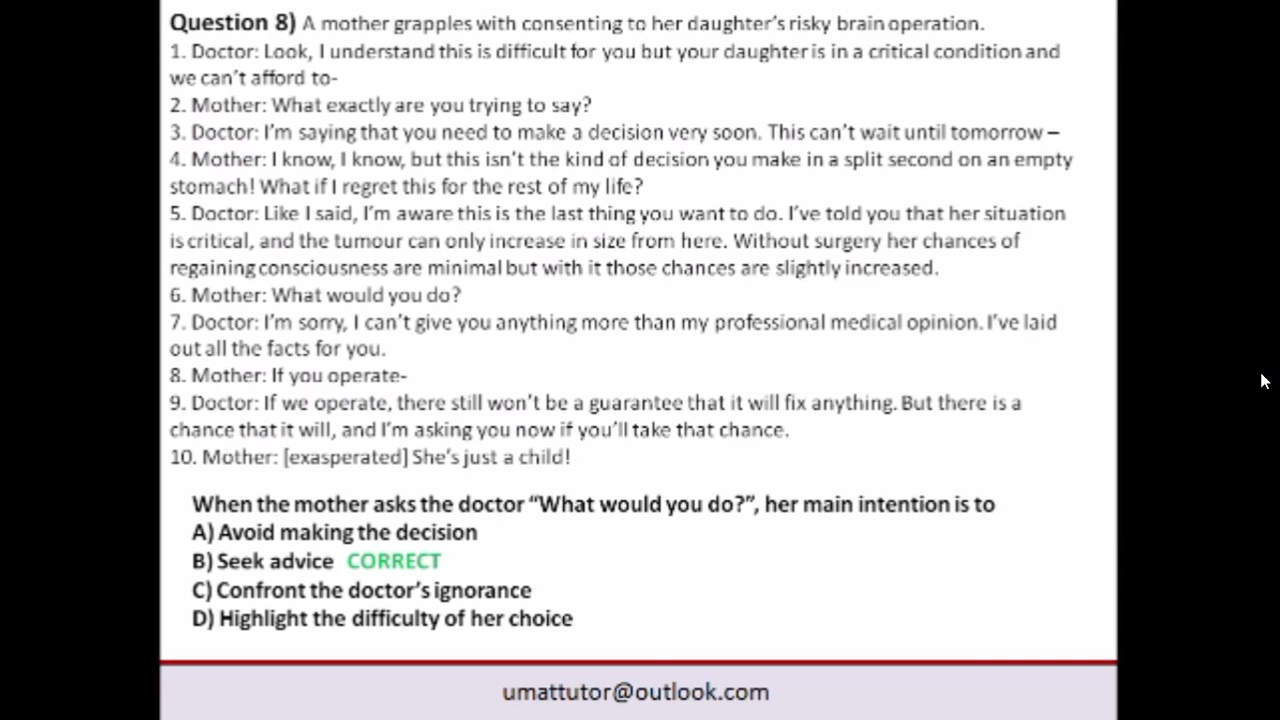 Question 8) A mother grapples with consenting to her daughter's risky brain operation.
1. Doctor: Look, I understand this is difficult for you but your daughter is in a critical condition and
we can't afford to-
2. Mother: What exactly are you trying to say?
3. Doctor: I'm saying that you need to make a decision very soon. This can't wait until tomorrow –
4. Mother: I know, I know, but this isn't the kind of decision you make in a split second on an empty
stomach! What if I regret this for the rest of my life?
5. Doctor: Like I said, I'm aware this is the last thing you want to do. I've told you that her situation
is critical, and the tumour can only increase in size from here. Without surgery her chances of
regaining consciousness are minimal but with it those chances are slightly increased.
6. Mother: What would you do?
7. Doctor: I'm sorry, I can't give you anything more than my professional medical opinion. I've laid
out all the facts for you.
8. Mother: If you operate-
9. Doctor: If we operate, there still won't be a guarantee that it will fix anything. But there is a
chance that it will, and I'm asking you now if you'll take that chance.
10. Mother: [exasperated] She's just a child!
When the mother asks the doctor “What would you do?”, her main intention is to
A) Avoid making the decision
B) Seek advice CORRECT
C) Confront the doctor's ignorance
D) Highlight the difficulty of her choice
umattutor@outlook.com